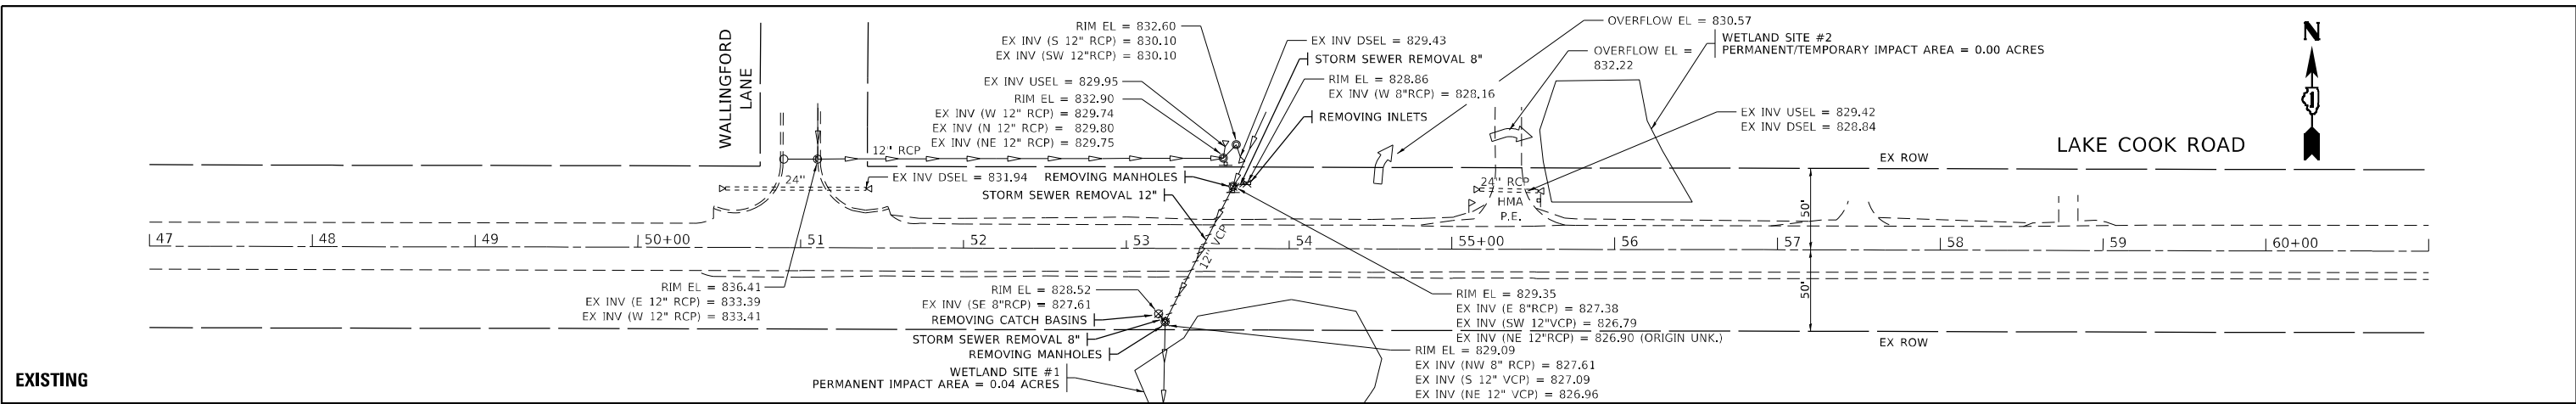 RIM EL = 832.60
EX INV (S 12" RCP) = 830.10
EX INV (SW 12"RCP) = 830.10
EX INV USEL = 829.95
RIM EL = 832.90
EX INV (W 12" RCP) = 829.74
EX INV (N 12" RCP) = 829.80
EX INV (NE 12" RCP) = 829.75
WALLINGFORD
LANE
EX INV DSEL = 829.43
STORM SEWER REMOVAL 8"
RIM EL = 828.86
EX INV (W 8"RCP) = 828.16
REMOVING INLETS
OVERFLOW EL = 830.57
OVERFLOW EL =
832.22
WETLAND SITE #2
PERMANENT/TEMPORARY IMPACT AREA = 0.00 ACRES
EX INV USEL = 829.42
EX INV DSEL = 828.84
N
LAKE COOK ROAD
EX ROW
12" RCP
24"
EX INV DSEL = 831.94
REMOVING MANHOLES
STORM SEWER REMOVAL 12"
24" RCP
HMA
P.E.
50'
47
48
49
50+00
51
52
53
54
55+00
56
57
58
59
60+00
12" VCP
50'
RIM EL = 836.41
EX INV (E 12" RCP) = 833.39
EX INV (W 12" RCP) = 833.41
RIM EL = 828.52
EX INV (SE 8"RCP) = 827.61
REMOVING CATCH BASINS
STORM SEWER REMOVAL 8"
REMOVING MANHOLES
WETLAND SITE #1
PERMANENT IMPACT AREA = 0.04 ACRES
RIM EL = 829.35
EX INV (E 8"RCP) = 827.38
EX INV (SW 12"VCP) = 826.79
EX INV (NE 12"RCP) = 826.90 (ORIGIN UNK.)
RIM EL = 829.09
EX INV (NW 8" RCP) = 827.61
EX INV (S 12" VCP) = 827.09
EX INV (NE 12" VCP) = 826.96
EX ROW
EXISTING